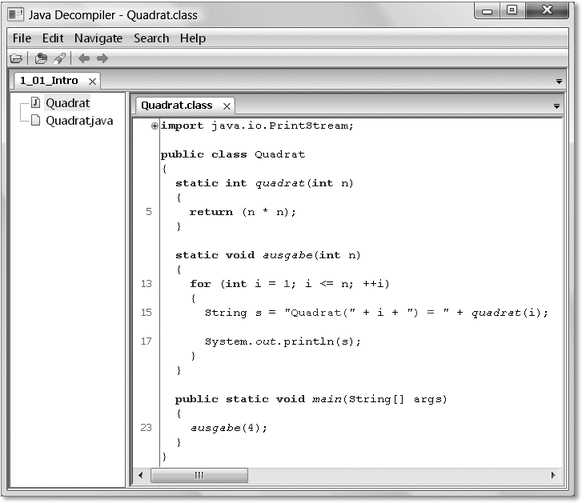 Java Decompiler - Quadrat.class
File Edit Navigate Search Help
1_01_Intro
Quadrat
Quadrat.java
Quadrat.class
import java.io.PrintStream;
public class Quadrat
{
static int quadrat(int n)
{
5 return (n * n);
}
static void ausgabe(int n)
{
13 for (int i = 1; i <= n; ++i)
{
15 String s = "Quadrat(" + i + ") = " + quadrat(i);
17 System.out.println(s);
}
}
public static void main(String[] args)
{
23 ausgabe(4);
}
}